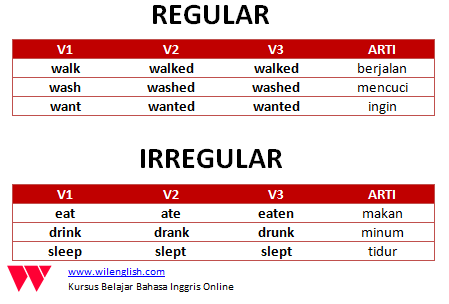 REGULAR
V1 V2 V3 ARTI
walk walked walked berjalan
wash washed washed mencuci
want wanted wanted ingin
IRREGULAR
V1 V2 V3 ARTI
eat ate eaten makan
drink drank drunk minum
sleep slept slept tidur
www.wilenglish.com
Kursus Belajar Bahasa Inggris Online